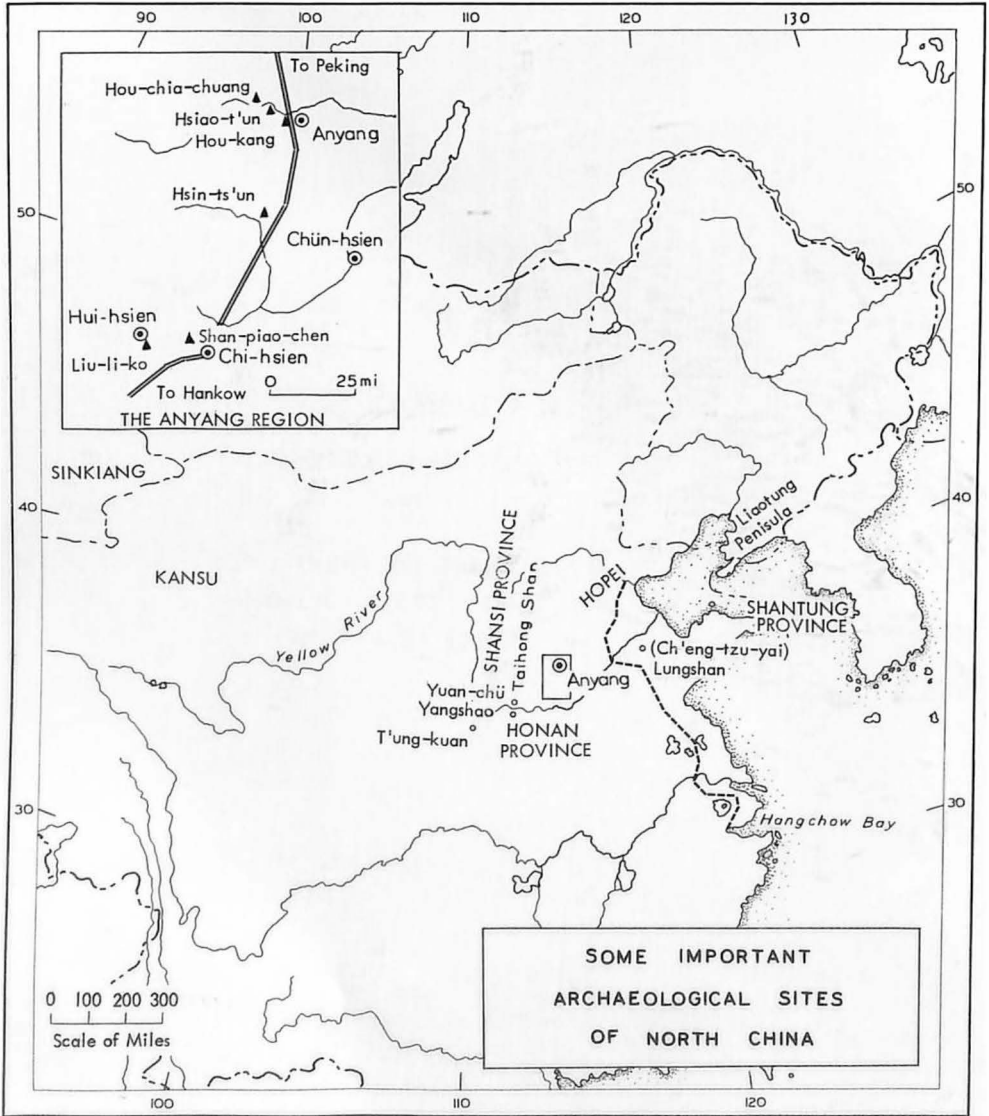 90
100
110
120
130
To Peking
Hou-chia-chuang
Hsiao-t'un
Hou-kang
Anyang
Hsin-ts'un
Chün-hsien
Hui-hsien
Shan-piao-chen
Liu-li-ko
Chi-hsien
To Hankow
0 25 mi
THE ANYANG REGION
50
50
SINKIANG
40
40
KANSU
Yellow River
SHANSI PROVINCE
Taihong Shan
HOPEI
Liaotung
Penisula
SHANTUNG
PROVINCE
(Ch'eng-tzu-yai)
Lungshan
Anyang
Yuan-chü
Yangshao
T'ung-kuan
HONAN
PROVINCE
30
30
Hangchow Bay
0 100 200 300
Scale of Miles
SOME IMPORTANT
ARCHAEOLOGICAL SITES
OF NORTH CHINA
100
110
120